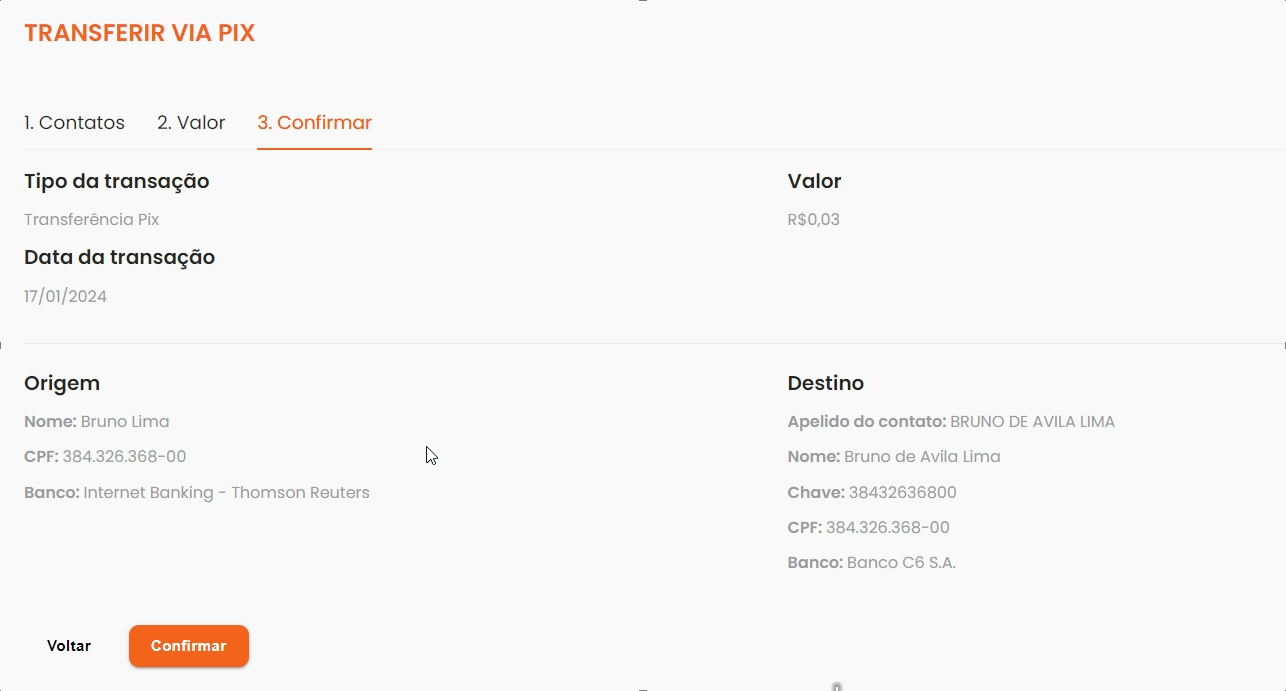 TRANSFERIR VIA PIX
1. Contatos 2. Valor 3. Confirmar
Tipo da transação
Transferência Pix
Data da transação
17/01/2024
Valor
R$0,03
Origem
Nome: Bruno Lima
CPF: 384.326.368-00
Banco: Internet Banking - Thomson Reuters
Destino
Apelido do contato: BRUNO DE AVILA LIMA
Nome: Bruno de Avila Lima
Chave: 38432636800
CPF: 384.326.368-00
Banco: Banco C6 S.A.
Voltar Confirmar